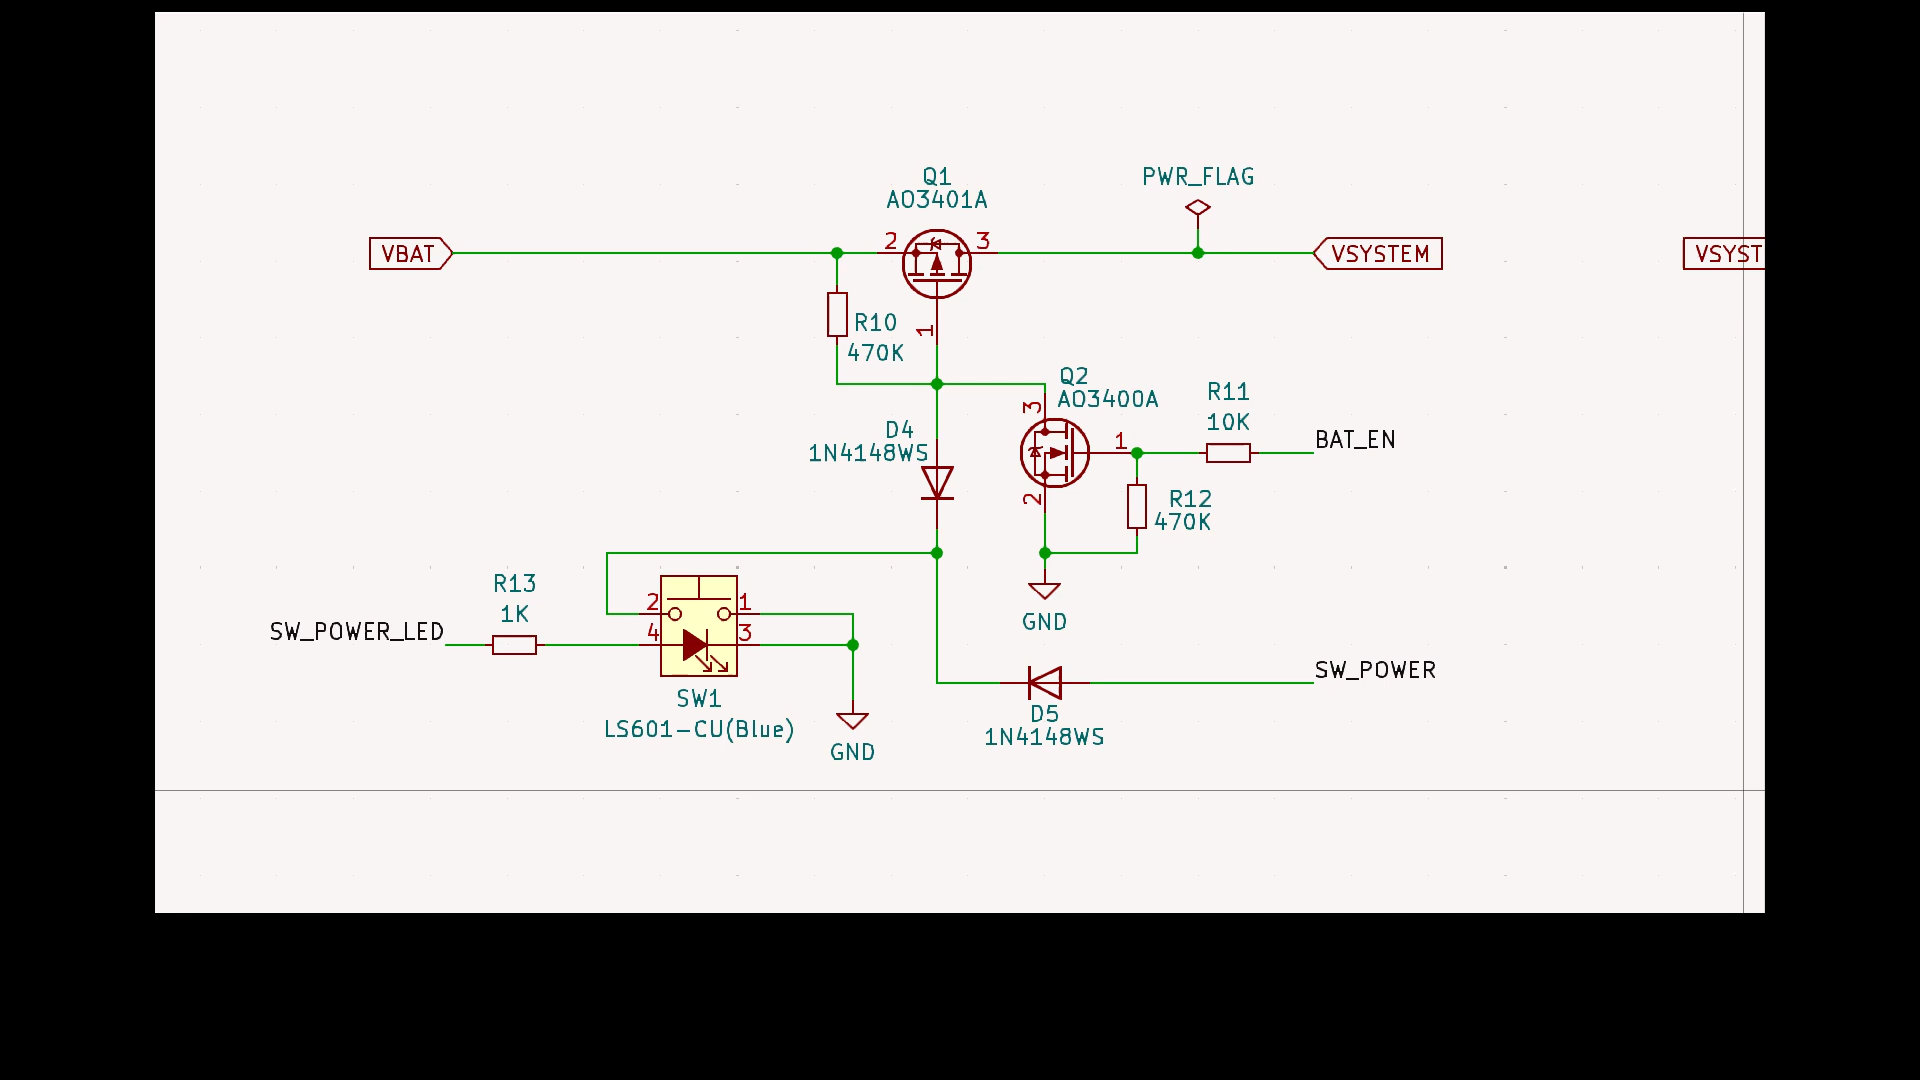 Q1
AO3401A
PWR_FLAG
2
3
VBAT
VSYSTEM
VSYST
R10
470K
1
Q2
AO3400A
3
R11
10K
1
BAT_EN
D4
1N4148WS
2
R12
470K
R13
1K
GND
SW_POWER_LED
2
1
4
3
SW1
LS601-CU(Blue)
GND
SW_POWER
D5
1N4148WS